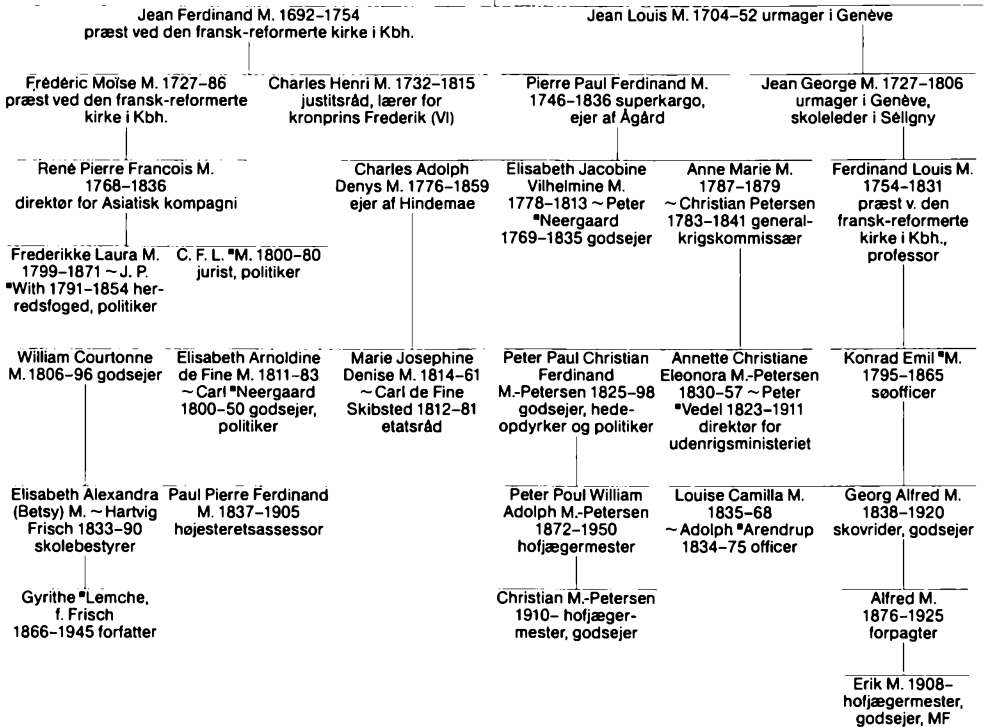 Jean Ferdinand M. 1692–1754
præst ved den fransk-reformerte kirke i Kbh.
Jean Louis M. 1704–52 urmager i Genève
Frédéric Moïse M. 1727–86
præst ved den fransk-reformerte
kirke i Kbh.
Charles Henri M. 1732–1815
justitsråd, lærer for
kronprins Frederik (VI)
Pierre Paul Ferdinand M.
1746–1836 superkargo,
ejer af Ågård
Jean George M. 1727–1806
urmager i Genève,
skoleleder i Séligny
René Pierre Francois M.
1768–1836
direktør for Asiatisk kompagni
Charles Adolph
Denys M. 1776–1859
ejer af Hindemae
Elisabeth Jacobine
Vilhelmine M.
1778–1813 ~ Peter
*Neergaard
1769–1835 godsejer
Anne Marie M.
1787–1879
~ Christian Petersen
1783–1841 general-
krigskommissær
Ferdinand Louis M.
1754–1831
præst v. den
fransk-reformerte
kirke i Kbh.,
professor
Frederikke Laura M.
1799–1871 ~ J. P.
*With 1791–1854 her-
redsfoged, politiker
C. F. L. *M. 1800–80
jurist, politiker
William Courtonne
M. 1806–96 godsejer
Elisabeth Arnoldine
de Fine M. 1811–83
~ Carl *Neergaard
1800–50 godsejer,
politiker
Marie Josephine
Denise M. 1814–61
~ Carl de Fine
Skibsted 1812–81
etatsråd
Peter Paul Christian
Ferdinand
M.-Petersen 1825–98
godsejer, hede-
opdyrker og politiker
Annette Christiane
Eleonora M.-Petersen
1830–57 ~ Peter
*Vedel 1823–1911
direktør for
udenrigsministeriet
Konrad Emil *M.
1795–1865
søofficer
Elisabeth Alexandra
(Betsy) M. ~ Hartvig
Frisch 1833–90
skolebestyrer
Paul Pierre Ferdinand
M. 1837–1905
højesteretsassessor
Peter Poul William
Adolph M.-Petersen
1872–1950
hofjægermester
Louise Camilla M.
1835–68
~ Adolph *Arendrup
1834–75 officer
Georg Alfred M.
1838–1920
skovrider, godsejer
Gyrithe *Lemche,
f. Frisch
1866–1945 forfatter
Christian M.-Petersen
1910– hofjæger-
mester, godsejer
Alfred M.
1876–1925
forpagter
Erik M. 1908–
hofjægermester,
godsejer, MF